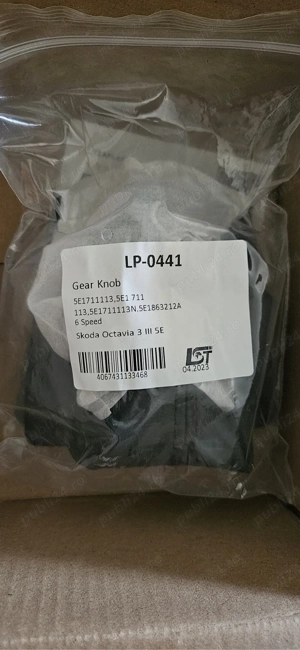 LP-0441
Gear Knob
5E1711113,5E1 711
113,5E1711113N.5E1863212A
6 Speed
Skoda Octavia 3 III 5E
LST
04.2023
4067431133468